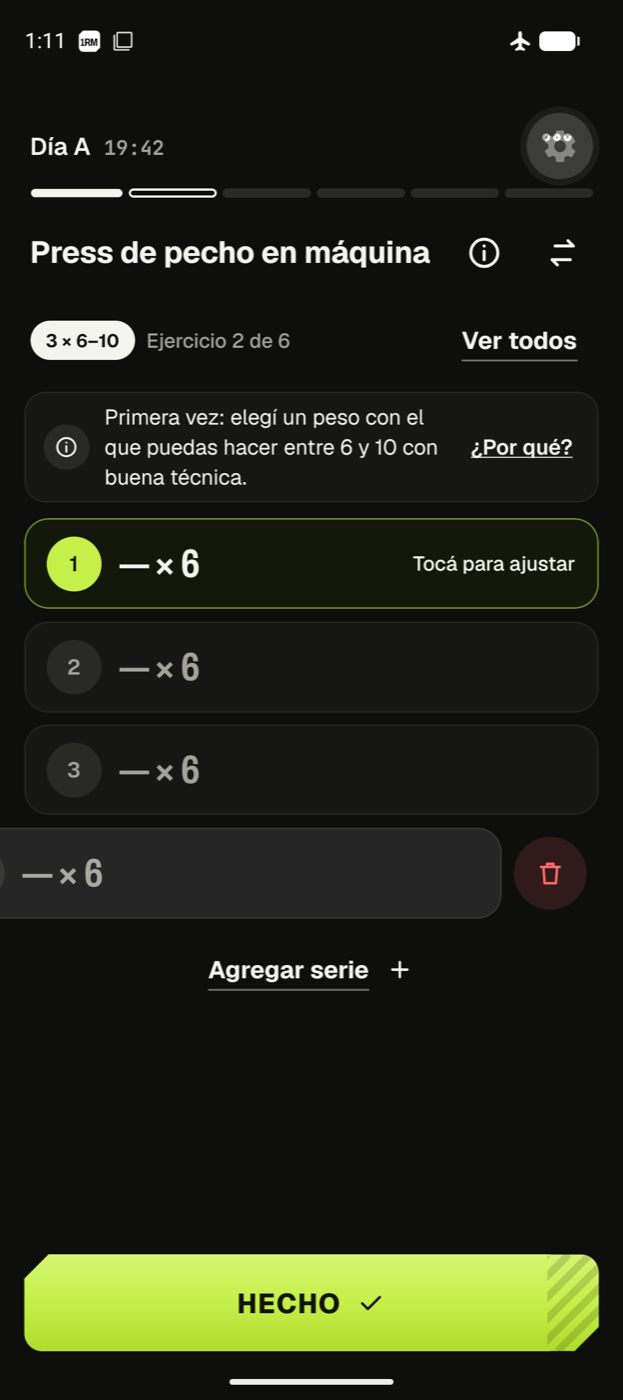 1:11 1RM
Día A 19:42
Press de pecho en máquina
3 × 6–10 Ejercicio 2 de 6 Ver todos
Primera vez: elegí un peso con el
que puedas hacer entre 6 y 10 con
buena técnica.
¿Por qué?
1 — × 6 Tocá para ajustar
2 — × 6
3 — × 6
— × 6
Agregar serie +
HECHO